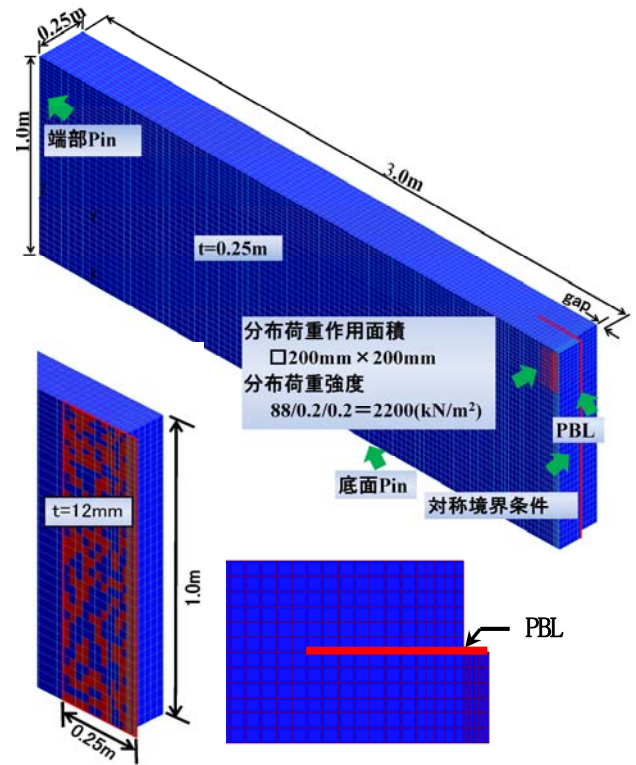 0.25m
1.0m
端部Pin
3.0m
t=0.25m
gap
分布荷重作用面積
□200mm×200mm
分布荷重強度
88/0.2/0.2＝2200(kN/m²)
PBL
底面Pin
対称境界条件
t=12mm
1.0m
0.25m
PBL